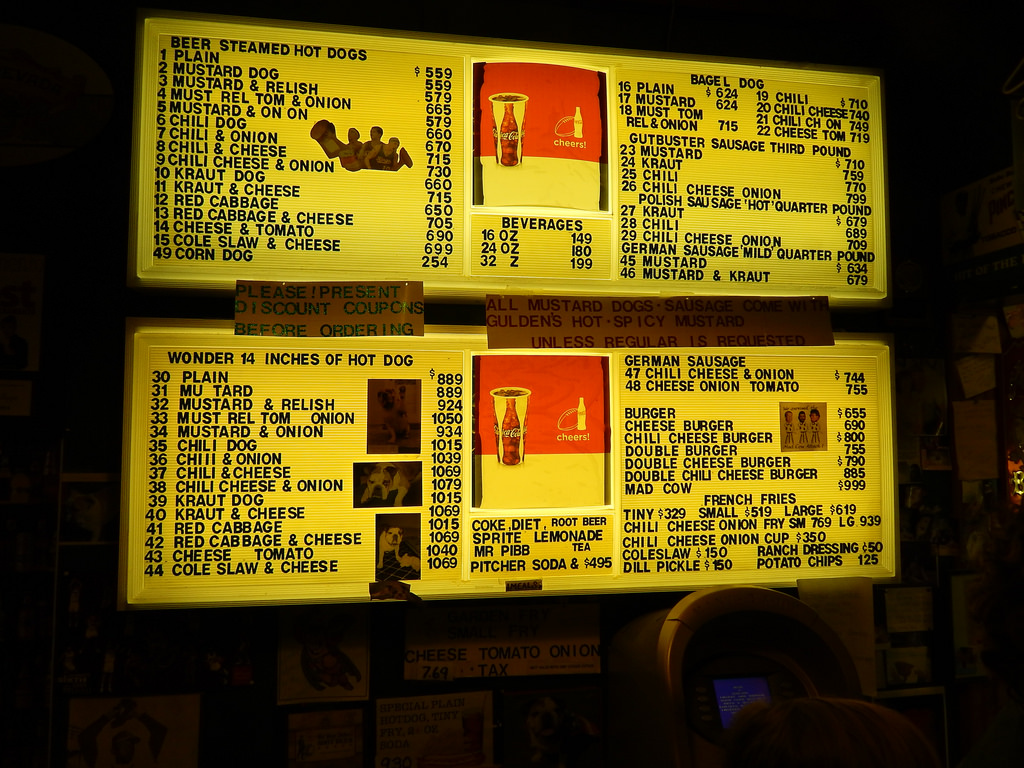 BEER STEAMED HOT DOGS
1 PLAIN $ 559
2 MUSTARD DOG 559
3 MUSTARD & RELISH 579
4 MUST REL TOM & ONION 665
5 MUSTARD & ON ON 579
6 CHILI DOG 660
7 CHILI & ONION 670
8 CHILI & CHEESE 715
9 CHILI CHEESE & ONION 730
10 KRAUT DOG 660
11 KRAUT & CHEESE 715
12 RED CABBAGE 650
13 RED CABBAGE & CHEESE 705
14 CHEESE & TOMATO 690
15 COLE SLAW & CHEESE 699
49 CORN DOG 254
Coca-Cola
cheers!
BEVERAGES
16 OZ 149
24 OZ 180
32 Z 199
BAGEL DOG
16 PLAIN $ 624 19 CHILI $ 710
17 MUSTARD 624 20 CHILI CHEESE 740
18 MUST TOM 21 CHILI CH ON 749
REL & ONION 715 22 CHEESE TOM 719
GUTBUSTER SAUSAGE THIRD POUND
23 MUSTARD $ 710
24 KRAUT 759
25 CHILI 770
26 CHILI CHEESE ONION 799
POLISH SAUSAGE 'HOT' QUARTER POUND
27 KRAUT $ 679
28 CHILI 689
29 CHILI CHEESE ONION 709
GERMAN SAUSAGE 'MILD' QUARTER POUND
45 MUSTARD $ 634
46 MUSTARD & KRAUT 679
PLEASE! PRESENT
DISCOUNT COUPONS
BEFORE ORDERING
ALL MUSTARD DOGS · SAUSAGE COME WITH
GULDENS HOT · SPICY MUSTARD
UNLESS REGULAR IS REQUESTED
WONDER 14 INCHES OF HOT DOG
30 PLAIN $ 889
31 MU TARD 889
32 MUSTARD & RELISH 924
33 MUST REL TOM ONION 1050
34 MUSTARD & ONION 934
35 CHILI DOG 1015
36 CHILI & ONION 1039
37 CHILI & CHEESE 1069
38 CHILI CHEESE & ONION 1079
39 KRAUT DOG 1015
40 KRAUT & CHEESE 1069
41 RED CABBAGE 1015
42 RED CABBAGE & CHEESE 1069
43 CHEESE TOMATO 1040
44 COLE SLAW & CHEESE 1069
Coca-Cola
cheers!
COKE, DIET, ROOT BEER
SPRITE LEMONADE
MR PIBB TEA
PITCHER SODA & $495
MEALS
GERMAN SAUSAGE
47 CHILI CHEESE & ONION $ 744
48 CHEESE ONION TOMATO 755
BURGER $ 655
CHEESE BURGER 690
CHILI CHEESE BURGER $ 800
DOUBLE BURGER 755
DOUBLE CHEESE BURGER $ 790
DOUBLE CHILI CHEESE BURGER 885
MAD COW $ 999
FRENCH FRIES
TINY $ 329 SMALL $ 519 LARGE $ 619
CHILI CHEESE ONION FRY SM 769 LG 939
CHILI CHEESE ONION CUP $ 350
COLESLAW $ 150 RANCH DRESSING ¢ 50
DILL PICKLE $ 150 POTATO CHIPS 125
SMALL FRY
CHEESE TOMATO ONION
7.69 · TAX
SPECIAL PLAIN
HOTDOG, TINY
FRY, 20 OZ
SODA
9.30